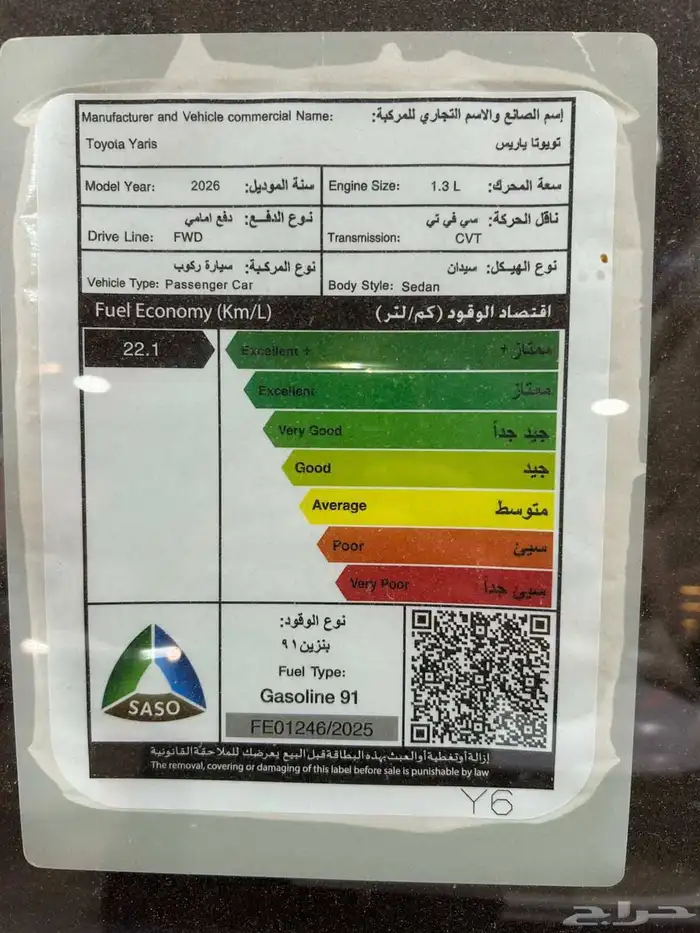 Manufacturer and Vehicle commercial Name: إسم الصانع والاسم التجاري للمركبة:
Toyota Yaris تويوتا ياريس
Model Year: 2026 سنة الموديل:
Engine Size: 1.3 L سعة المحرك:
نوع الدفع: دفع امامي
Drive Line: FWD
ناقل الحركة: سي في تي
Transmission: CVT
نوع المركبة: سيارة ركوب
Vehicle Type: Passenger Car
نوع الهيكل: سيدان
Body Style: Sedan
Fuel Economy (Km/L) اقتصاد الوقود (كم/لتر)
22.1
Excellent + ممتاز +
Excellent ممتاز
Very Good جيد جداً
Good جيد
Average متوسط
Poor سيئ
Very Poor سيئ جداً
SASO
نوع الوقود:
بنزين ٩١
Fuel Type:
Gasoline 91
FE01246/2025
إزالة أو تغطية أو العبث بهذه البطاقة قبل البيع يعرضك للملاحقة القانونية
The removal, covering or damaging of this label before sale is punishable by law
Y6
حراج